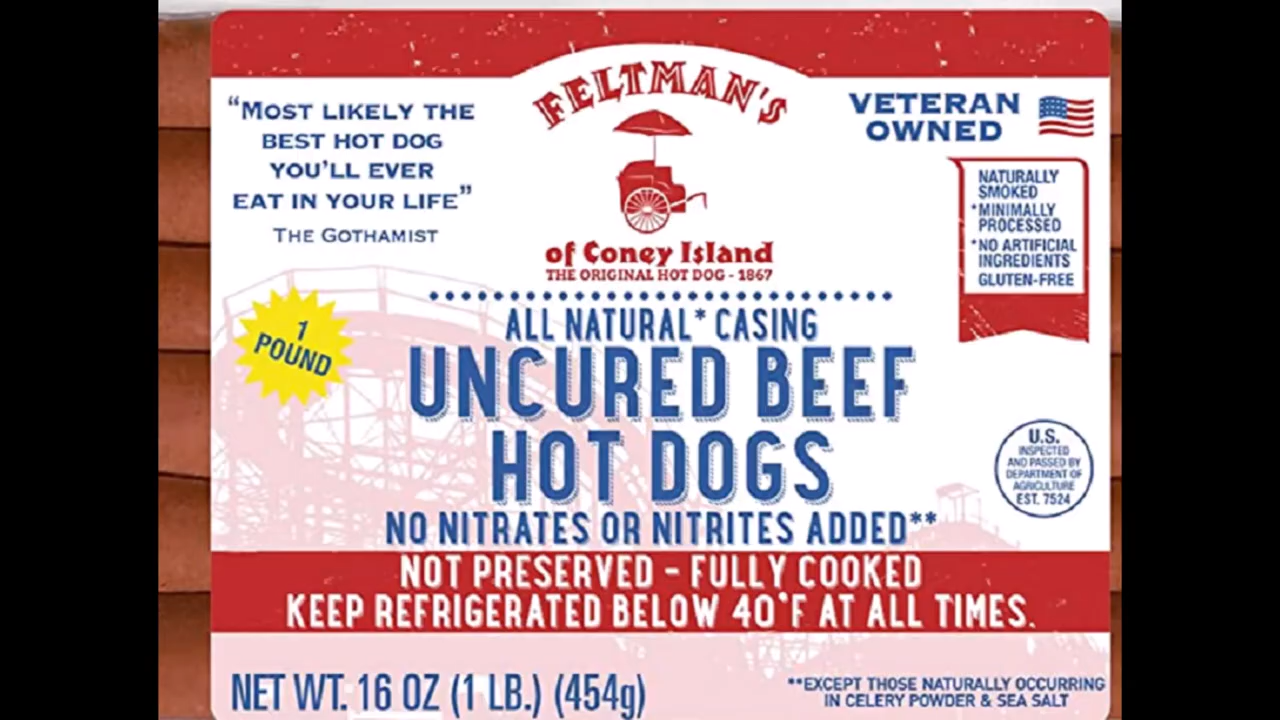 FELTMAN'S
of Coney Island
THE ORIGINAL HOT DOG - 1867
"MOST LIKELY THE
BEST HOT DOG
YOU'LL EVER
EAT IN YOUR LIFE"
THE GOTHAMIST
VETERAN
OWNED
NATURALLY
SMOKED
*MINIMALLY
PROCESSED
*NO ARTIFICIAL
INGREDIENTS
GLUTEN-FREE
1
POUND
ALL NATURAL* CASING
UNCURED BEEF
HOT DOGS
NO NITRATES OR NITRITES ADDED**
U.S.
INSPECTED
AND PASSED BY
DEPARTMENT OF
AGRICULTURE
EST. 7524
NOT PRESERVED - FULLY COOKED
KEEP REFRIGERATED BELOW 40°F AT ALL TIMES.
NET WT. 16 OZ (1 LB.) (454g)
**EXCEPT THOSE NATURALLY OCCURRING
IN CELERY POWDER & SEA SALT